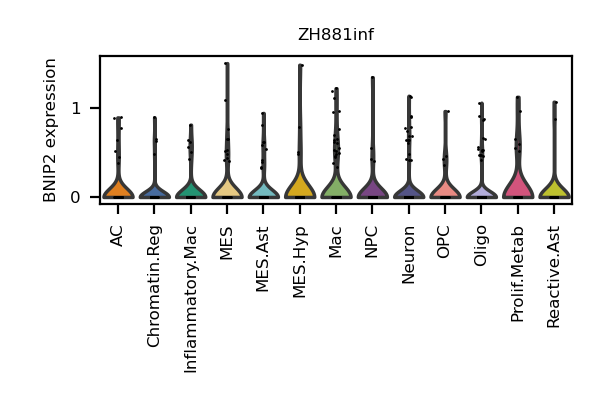 ZH881inf
BNIP2 expression
1
0
AC
Chromatin.Reg
Inflammatory.Mac
MES
MES.Ast
MES.Hyp
Mac
NPC
Neuron
OPC
Oligo
Prolif.Metab
Reactive.Ast